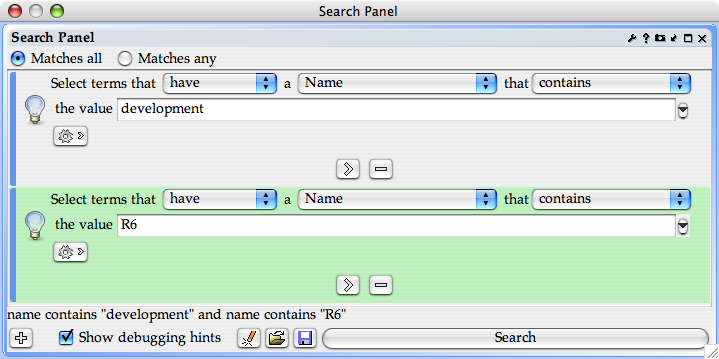 Search Panel
Search Panel
Matches all Matches any
Select terms that have a Name that contains
the value development
Select terms that have a Name that contains
the value R6
name contains "development" and name contains "R6"
Show debugging hints Search